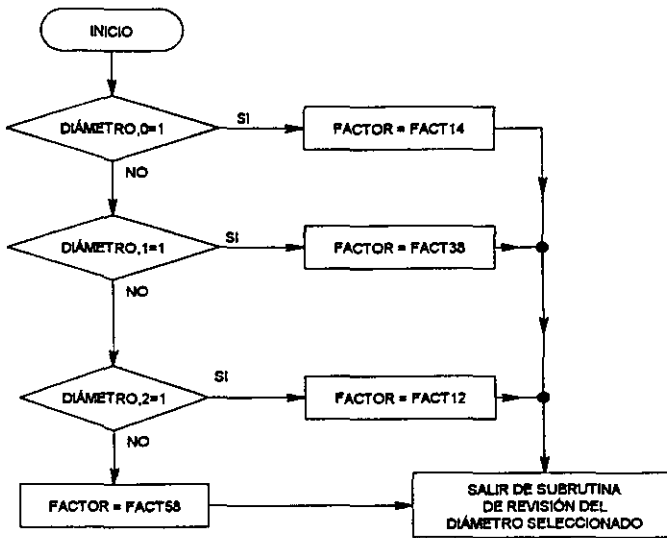 INICIO
DIÁMETRO,0=1
SI
FACTOR = FACT14
NO
DIÁMETRO,1=1
SI
FACTOR = FACT38
NO
DIÁMETRO,2=1
SI
FACTOR = FACT12
NO
FACTOR = FACT58
SALIR DE SUBRUTINA
DE REVISIÓN DEL
DIÁMETRO SELECCIONADO